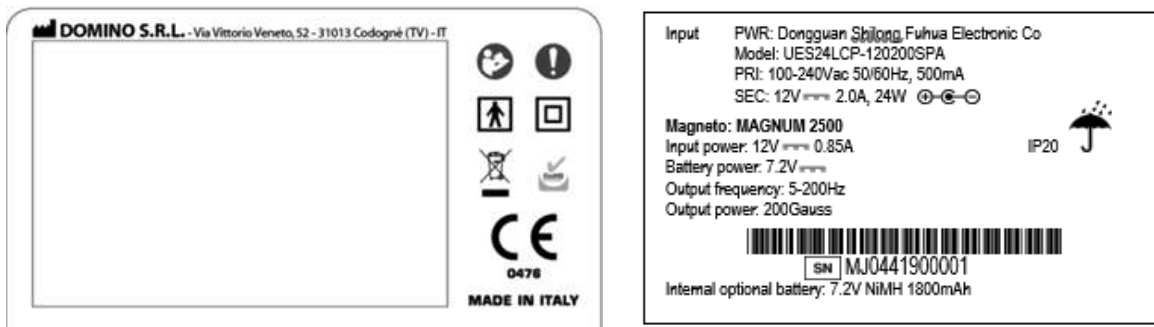 DOMINO S.R.L. - Via Vittorio Veneto, 52 - 31013 Codognè (TV) - IT
CE
0476
MADE IN ITALY
Input PWR: Dongguan Shilong Fuhua Electronic Co
Model: UES24LCP-120200SPA
PRI: 100-240Vac 50/60Hz, 500mA
SEC: 12V 2.0A, 24W
Magneto: MAGNUM 2500
Input power: 12V 0.85A IP20
Battery power: 7.2V
Output frequency: 5-200Hz
Output power: 200Gauss
SN MJ0441900001
Internal optional battery: 7.2V NiMH 1800mAh